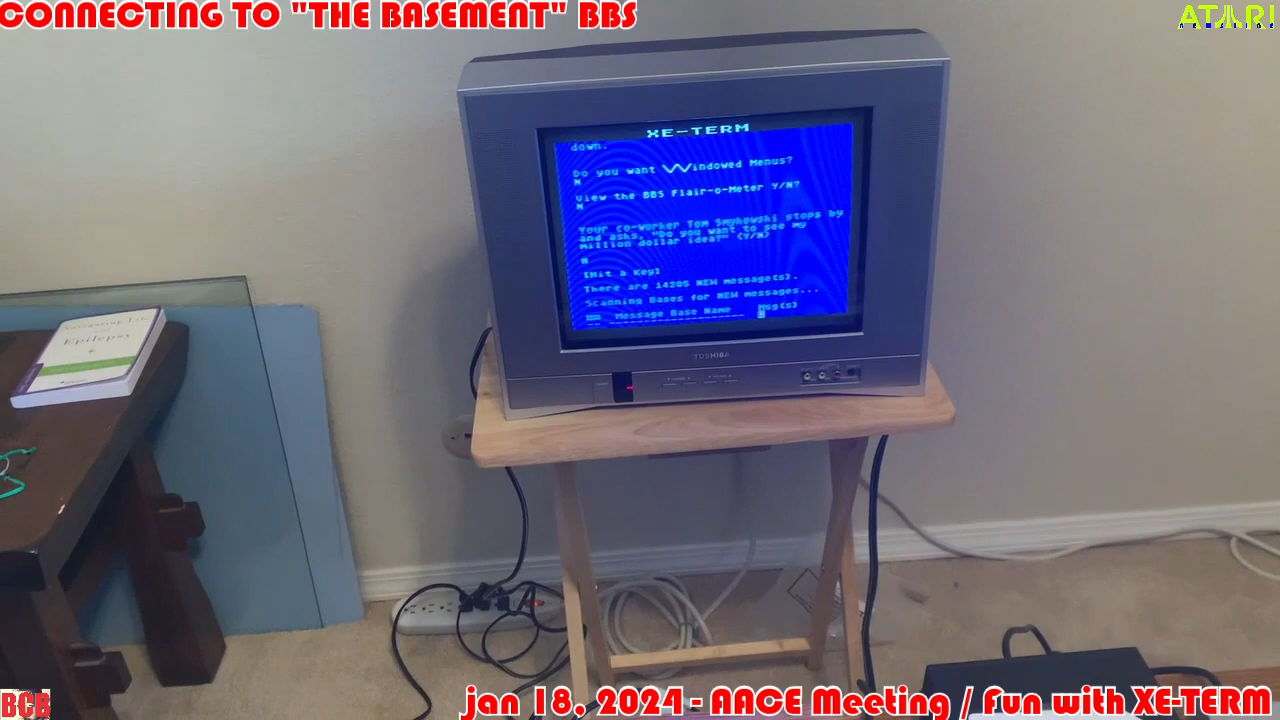 CONNECTING TO "THE BASEMENT" BBS
ATARI
XE-TERM
down.
Do you want Windowed Menus?
N
View the BBS Flair-o-Meter Y/N?
N
Your co-worker Tom Smykowski stops by
and asks, "Do you want to see my
million dollar idea?" (Y/N)
N
[Hit a Key]
There are 14205 NEW message(s).
Scanning Bases for NEW messages...
Message Base Name Msg(s)
TOSHIBA
Epilepsy
BCB
jan 18, 2024 - AACE Meeting / Fun with XE-TERM